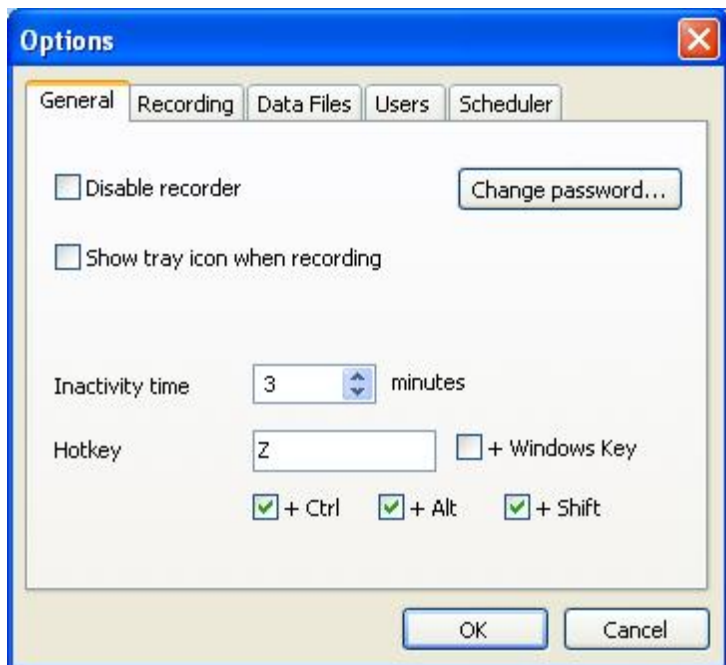 Options
General Recording Data Files Users Scheduler
Disable recorder Change password...
Show tray icon when recording
Inactivity time 3 minutes
Hotkey Z + Windows Key
+ Ctrl + Alt + Shift
OK Cancel